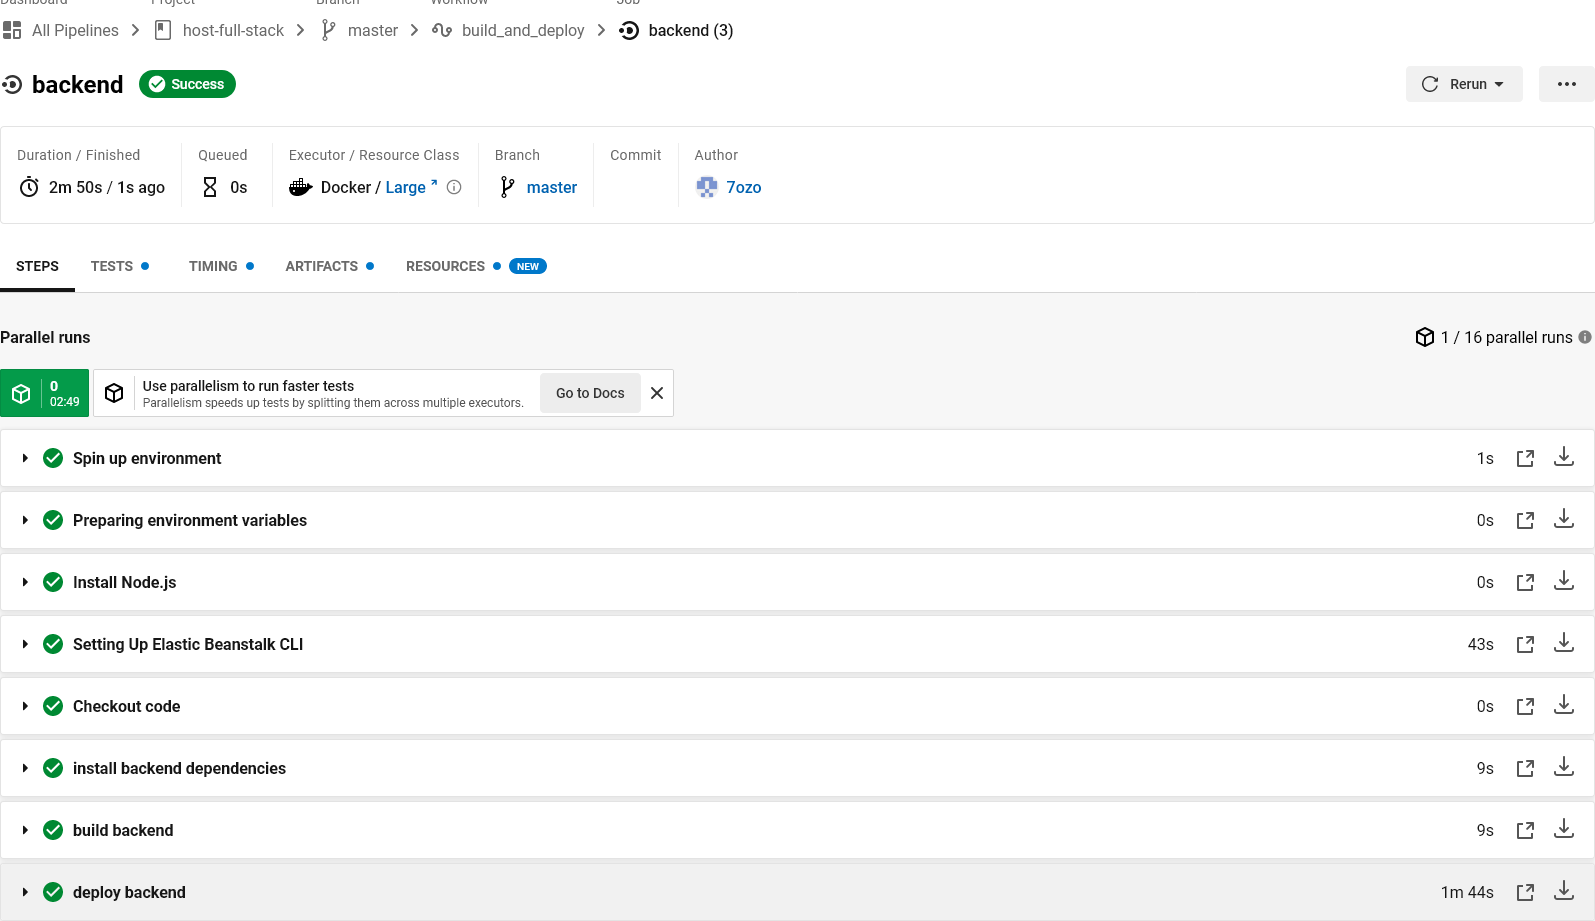 Dashboard Project Branch Workflow Job
All Pipelines host-full-stack master build_and_deploy backend (3)
backend Success Rerun
Duration / Finished Queued Executor / Resource Class Branch Commit Author
2m 50s / 1s ago 0s Docker / Large master 7ozo
STEPS TESTS TIMING ARTIFACTS RESOURCES NEW
Parallel runs 1 / 16 parallel runs
0
02:49
Use parallelism to run faster tests
Parallelism speeds up tests by splitting them across multiple executors.
Go to Docs
Spin up environment 1s
Preparing environment variables 0s
Install Node.js 0s
Setting Up Elastic Beanstalk CLI 43s
Checkout code 0s
install backend dependencies 9s
build backend 9s
deploy backend 1m 44s